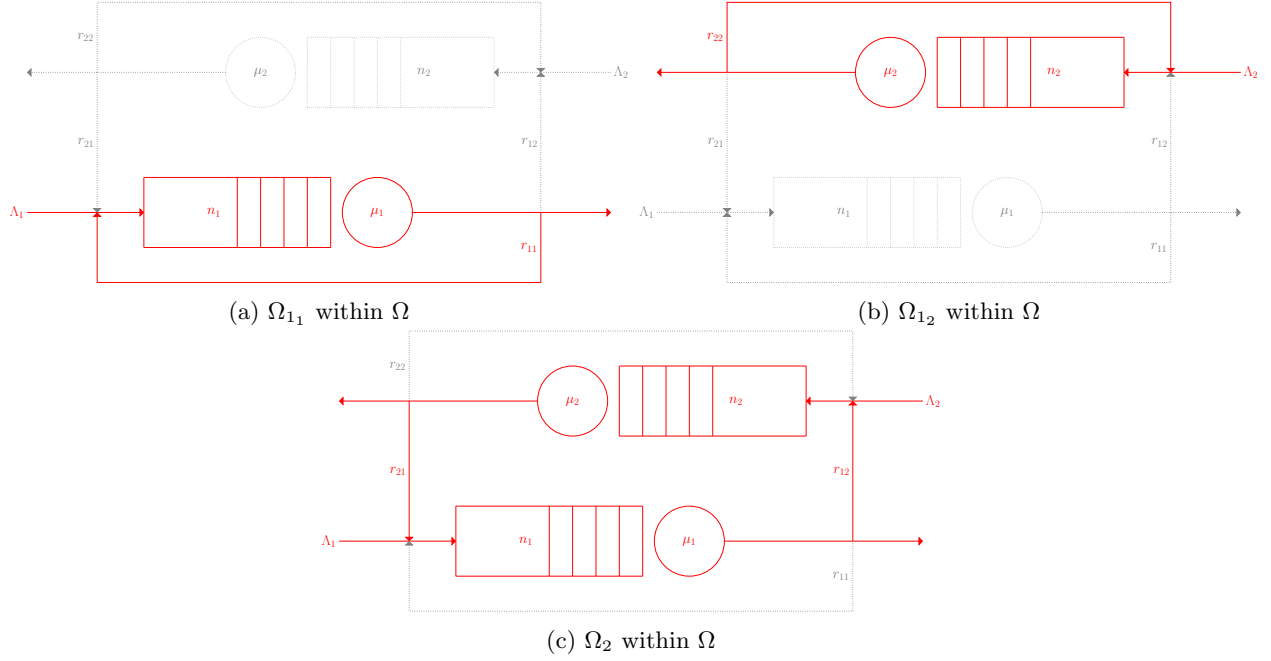 r₂₂
μ₂ n₂ Λ₂
r₂₁ r₁₂
Λ₁ n₁ μ₁
r₁₁
(a) Ω₁₁ within Ω
r₂₂
μ₂ n₂ Λ₂
r₂₁ r₁₂
Λ₁ n₁ μ₁
r₁₁
(b) Ω₁₂ within Ω
r₂₂
μ₂ n₂ Λ₂
r₂₁ r₁₂
Λ₁ n₁ μ₁
r₁₁
(c) Ω₂ within Ω